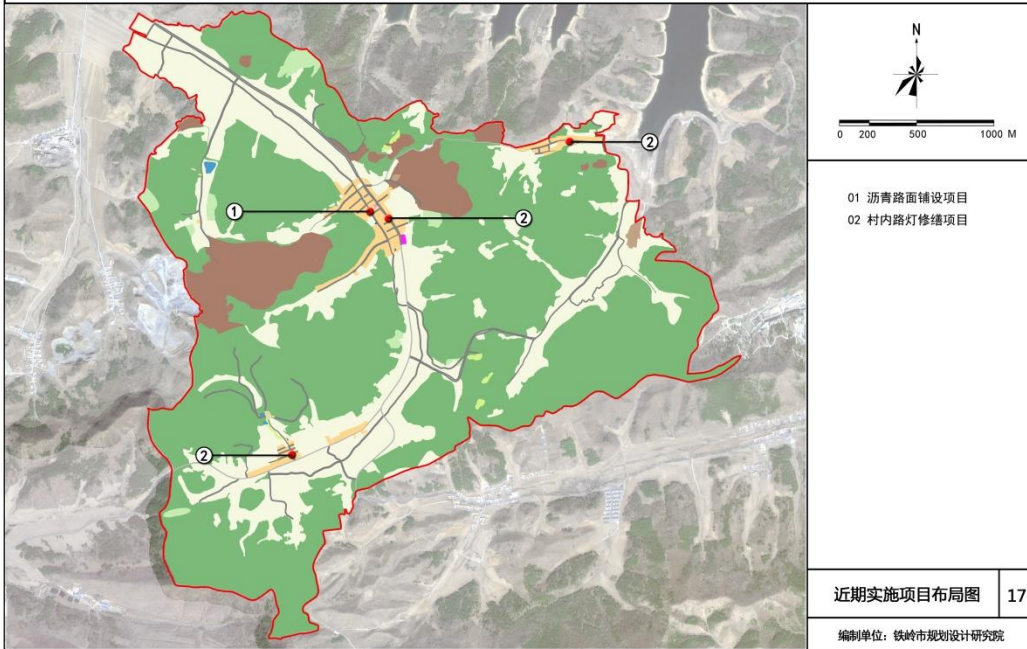 N
0 200 500 1000 M
01 沥青路面铺设项目
02 村内路灯修缮项目
2
1
2
2
近期实施项目布局图 17
编制单位：铁岭市规划设计研究院